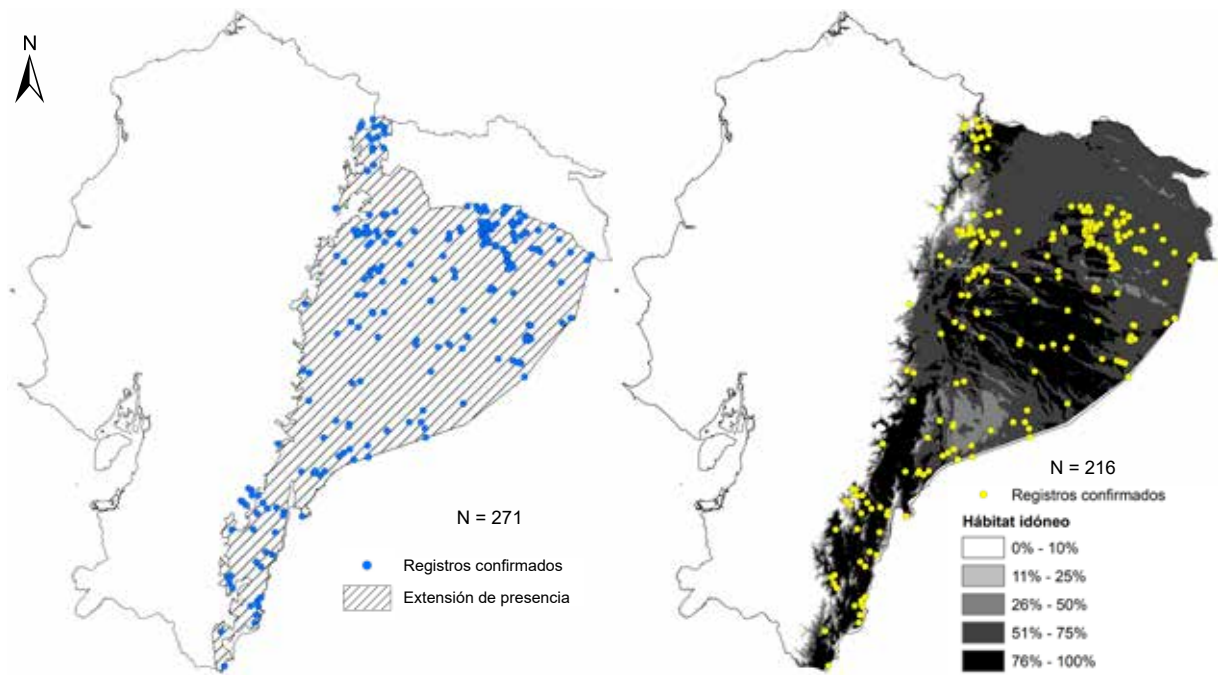 N
N = 271
Registros confirmados
Extensión de presencia
N = 216
Registros confirmados
Hábitat idóneo
0% - 10%
11% - 25%
26% - 50%
51% - 75%
76% - 100%